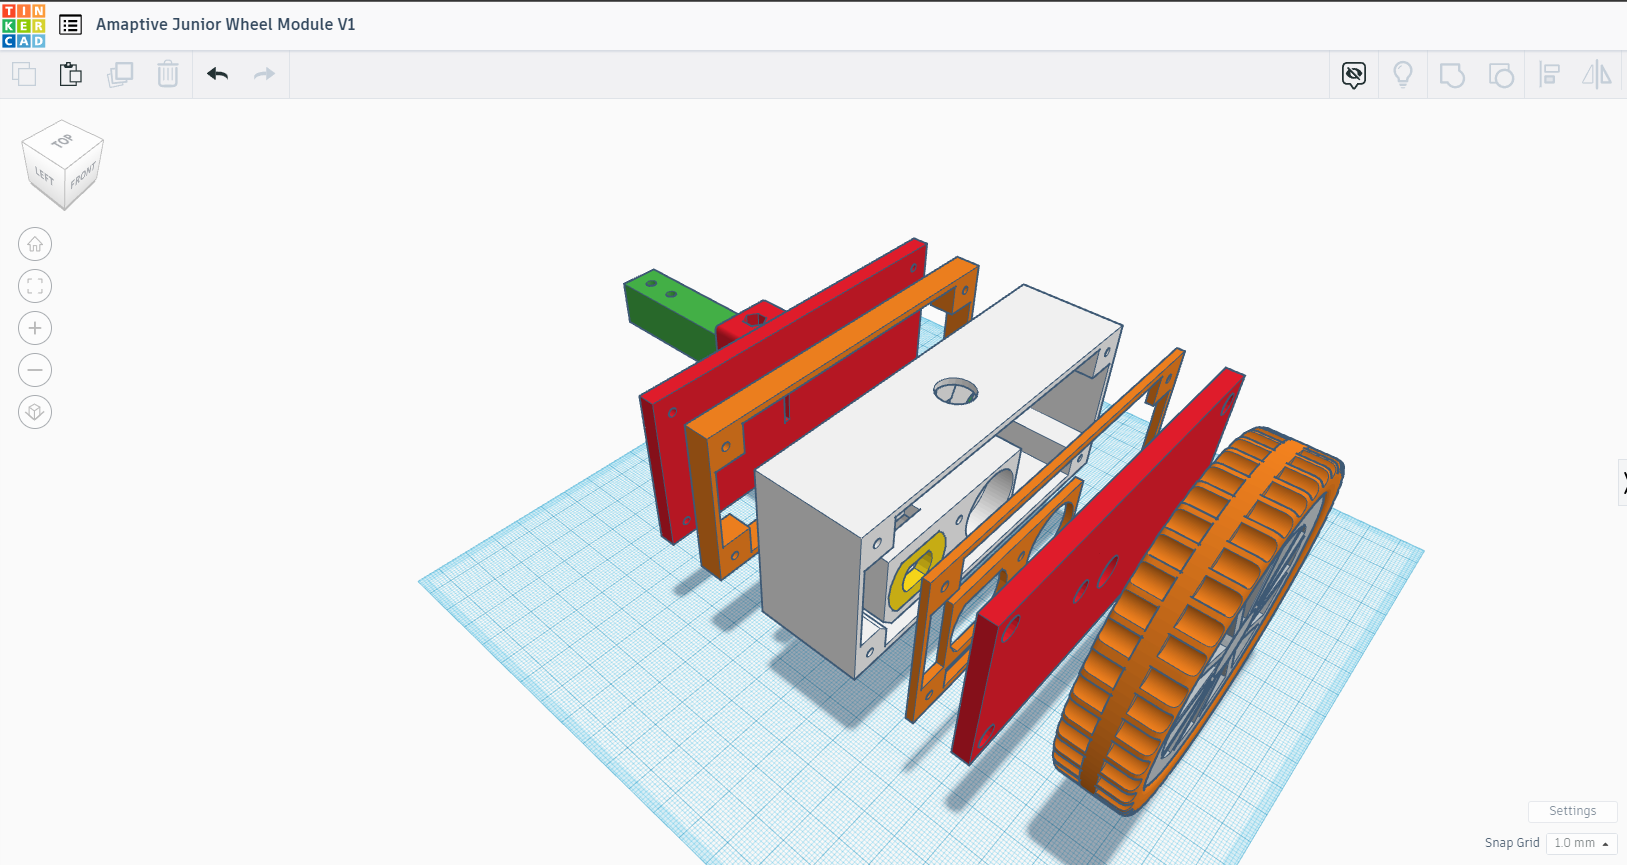 TIN
KER
CAD
Amaptive Junior Wheel Module V1
TOP
LEFT
FRONT
Settings
Snap Grid
1.0 mm